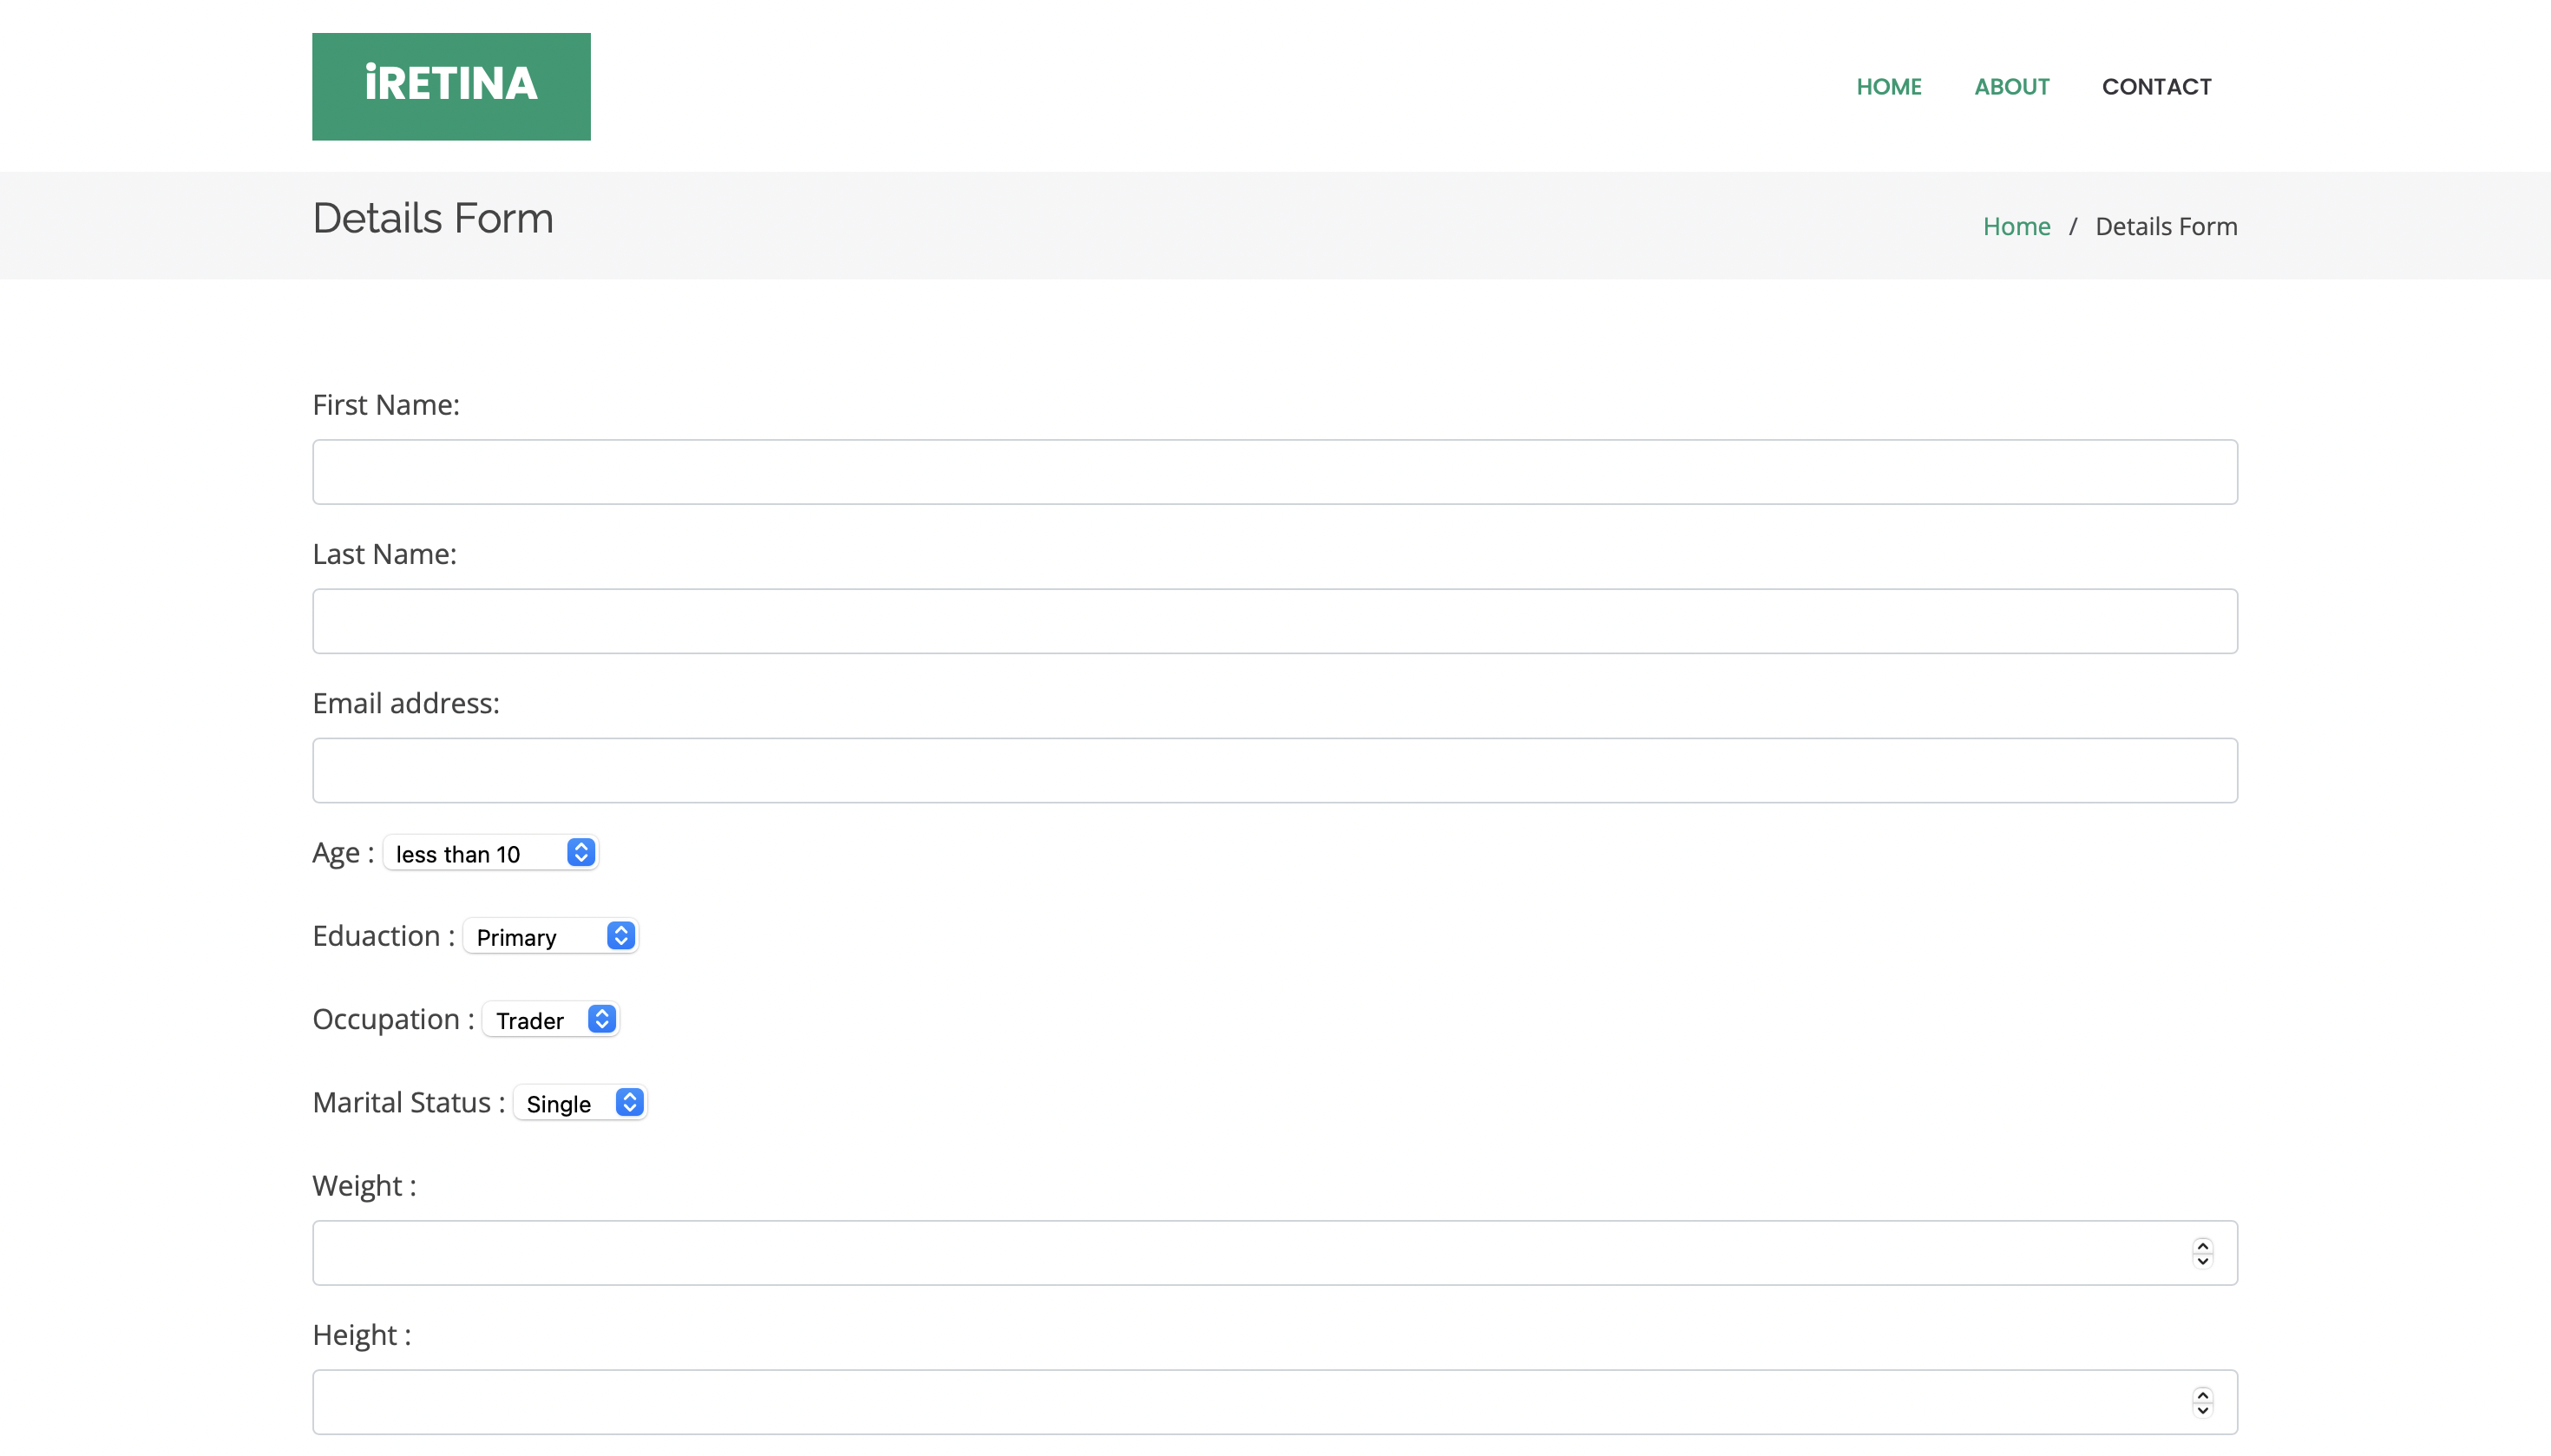 iRETINA
HOME ABOUT CONTACT
Details Form
Home / Details Form
First Name:
Last Name:
Email address:
Age : less than 10
Eduaction : Primary
Occupation : Trader
Marital Status : Single
Weight :
Height :